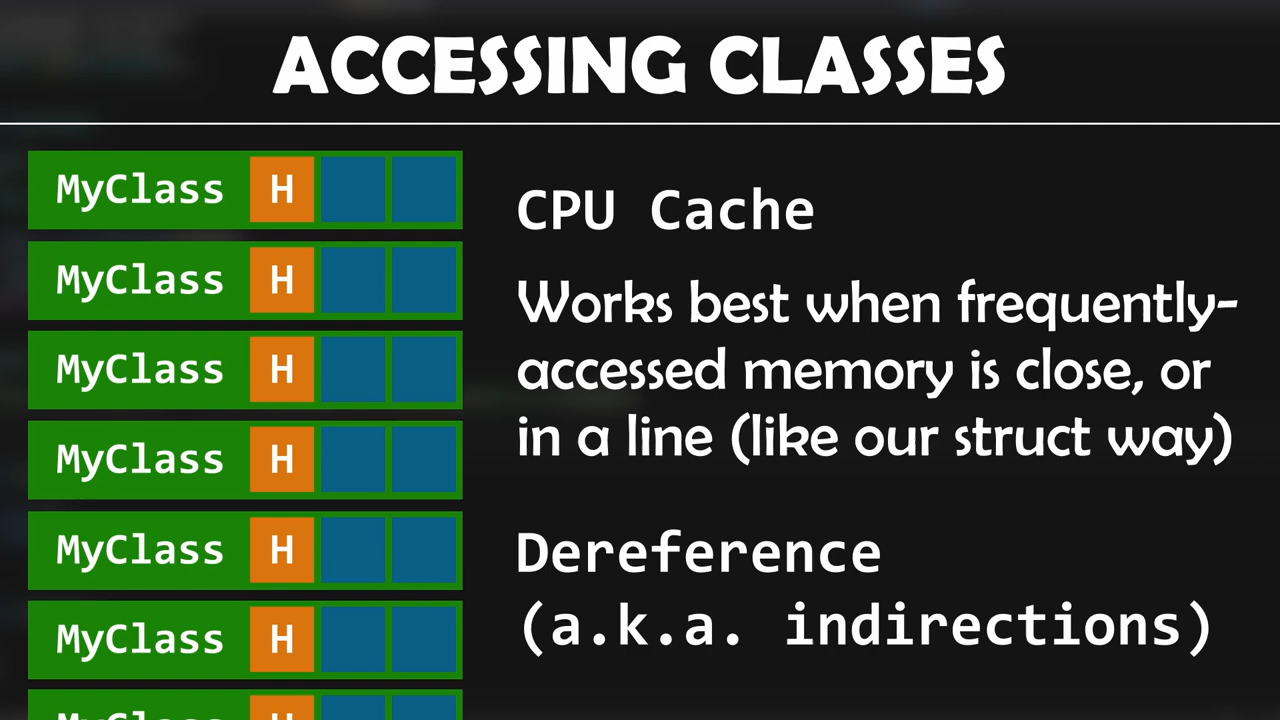 ACCESSING CLASSES
MyClass H
MyClass H
MyClass H
MyClass H
MyClass H
MyClass H
MyClass H
CPU Cache
Works best when frequently-
accessed memory is close, or
in a line (like our struct way)
Dereference
(a.k.a. indirections)